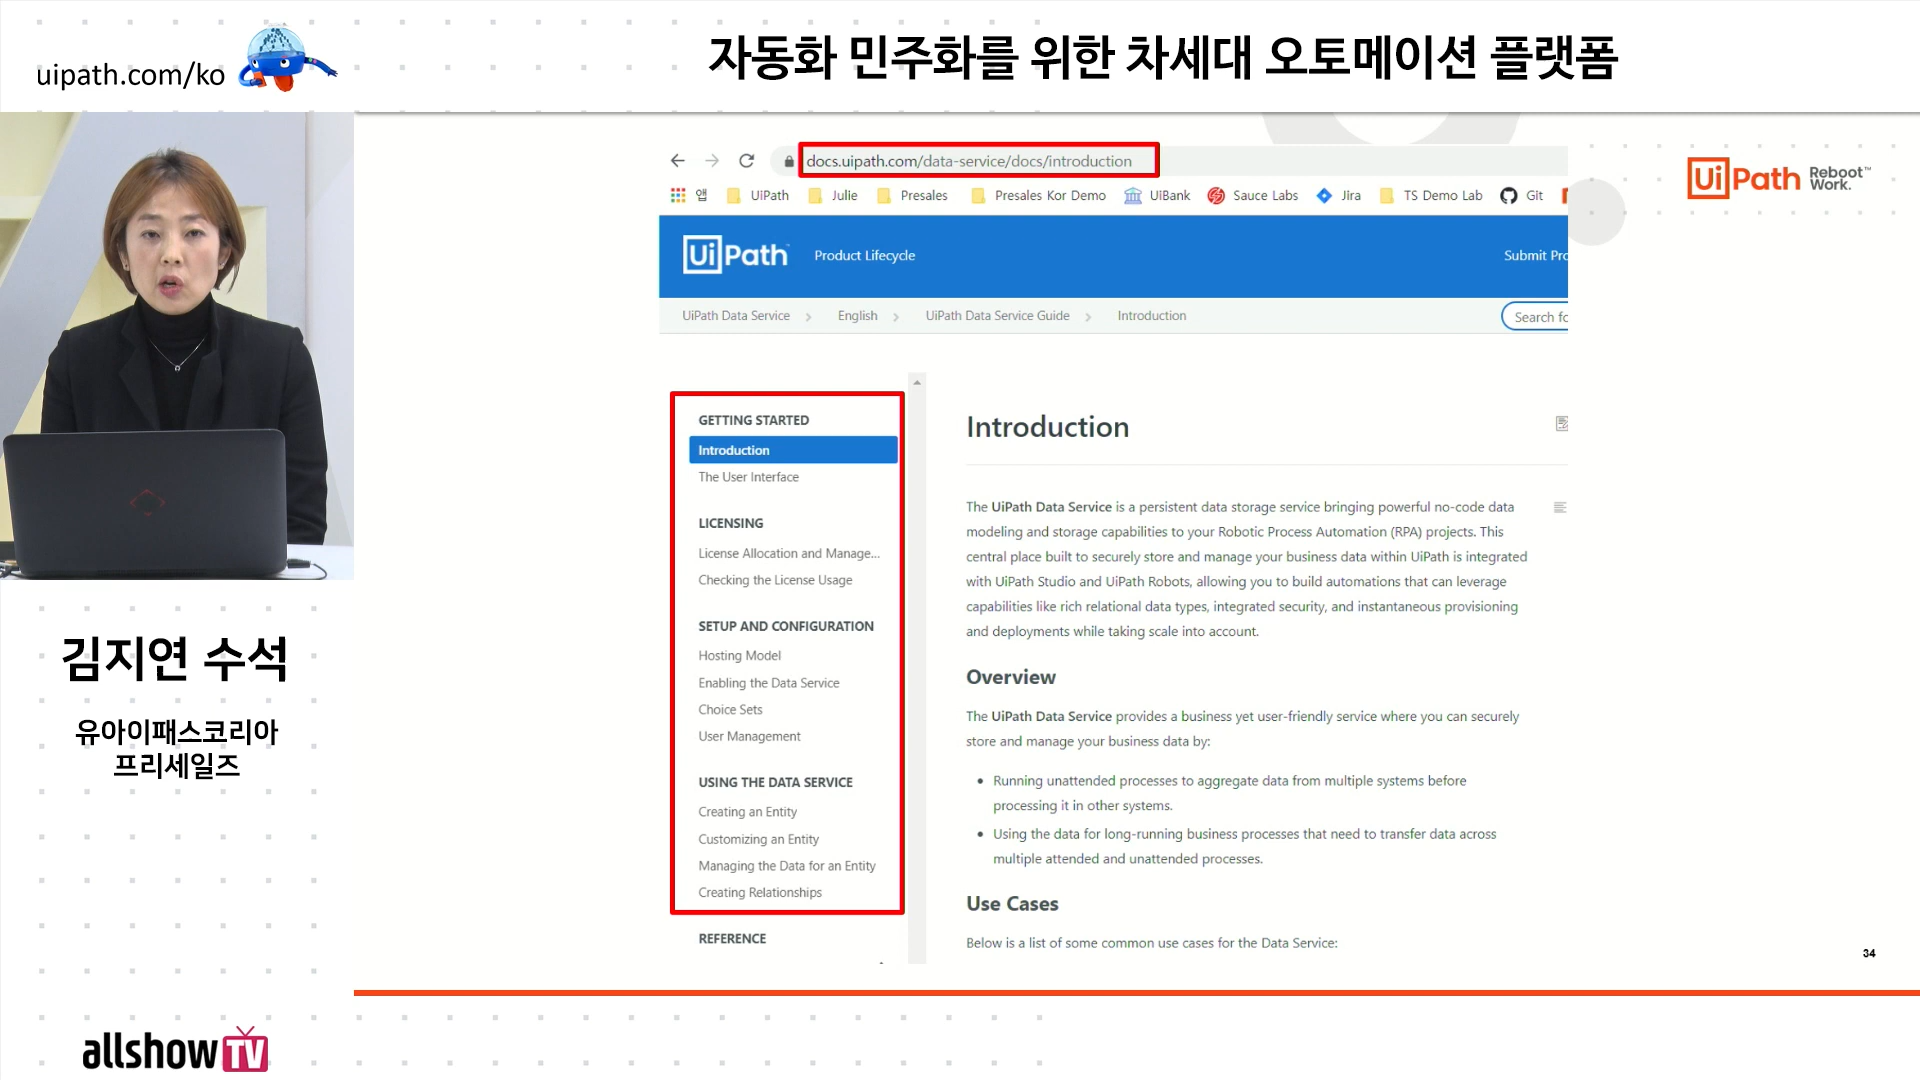 uipath.com/ko
자동화 민주화를 위한 차세대 오토메이션 플랫폼
docs.uipath.com/data-service/docs/introduction
앱 UiPath Julie Presales Presales Kor Demo UiBank Sauce Labs Jira TS Demo Lab Git
UiPath Reboot™ Work.
UiPath Product Lifecycle Submit
UiPath Data Service English UiPath Data Service Guide Introduction
Search
GETTING STARTED
Introduction
The User Interface
LICENSING
License Allocation and Manage...
Checking the License Usage
SETUP AND CONFIGURATION
Hosting Model
Enabling the Data Service
Choice Sets
User Management
USING THE DATA SERVICE
Creating an Entity
Customizing an Entity
Managing the Data for an Entity
Creating Relationships
REFERENCE
Introduction
The UiPath Data Service is a persistent data storage service bringing powerful no-code data
modeling and storage capabilities to your Robotic Process Automation (RPA) projects. This
central place built to securely store and manage your business data within UiPath is integrated
with UiPath Studio and UiPath Robots, allowing you to build automations that can leverage
capabilities like rich relational data types, integrated security, and instantaneous provisioning
and deployments while taking scale into account.
Overview
The UiPath Data Service provides a business yet user-friendly service where you can securely
store and manage your business data by:
• Running unattended processes to aggregate data from multiple systems before
processing it in other systems.
• Using the data for long-running business processes that need to transfer data across
multiple attended and unattended processes.
Use Cases
Below is a list of some common use cases for the Data Service:
34
김지연 수석
유아이패스코리아
프리세일즈
allshowTV